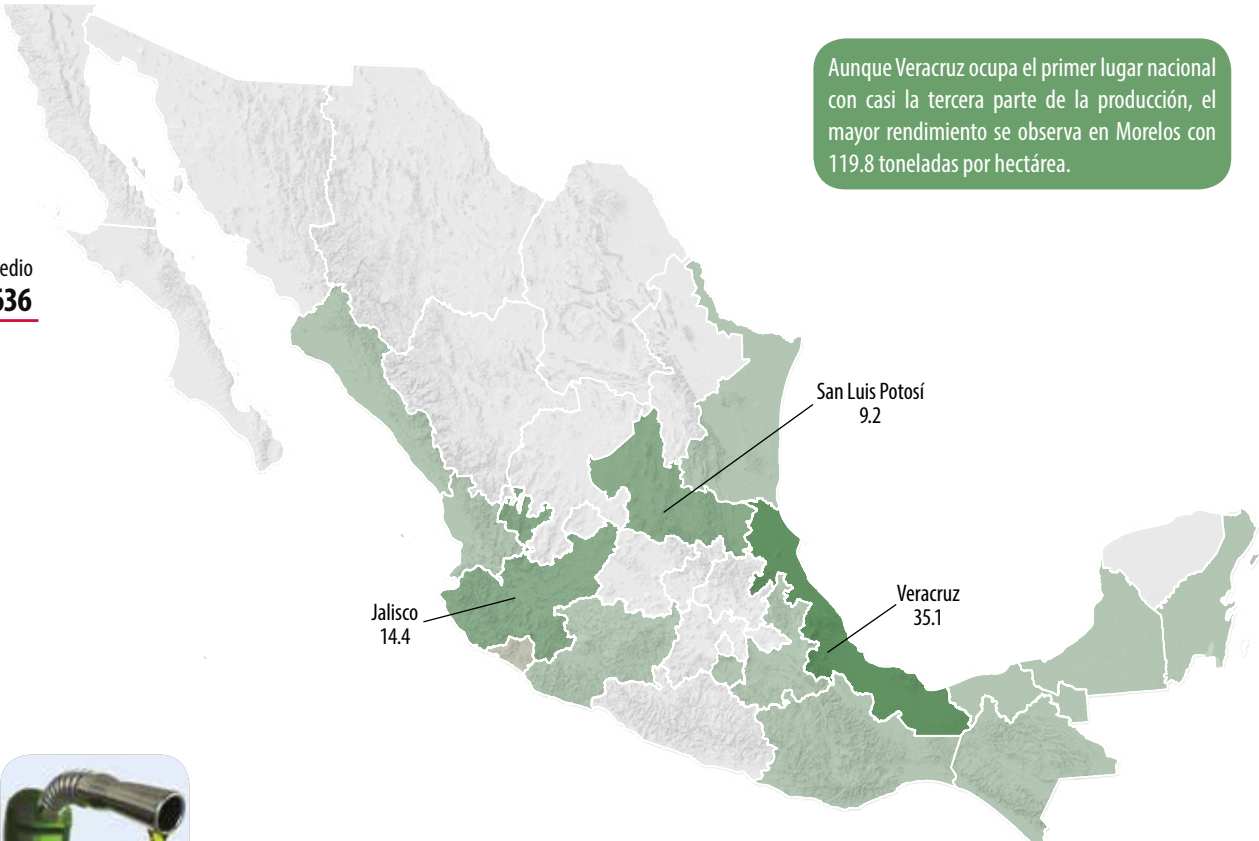 Aunque Veracruz ocupa el primer lugar nacional
con casi la tercera parte de la producción, el
mayor rendimiento se observa en Morelos con
119.8 toneladas por hectárea.
San Luis Potosí
9.2
Veracruz
35.1
Jalisco
14.4